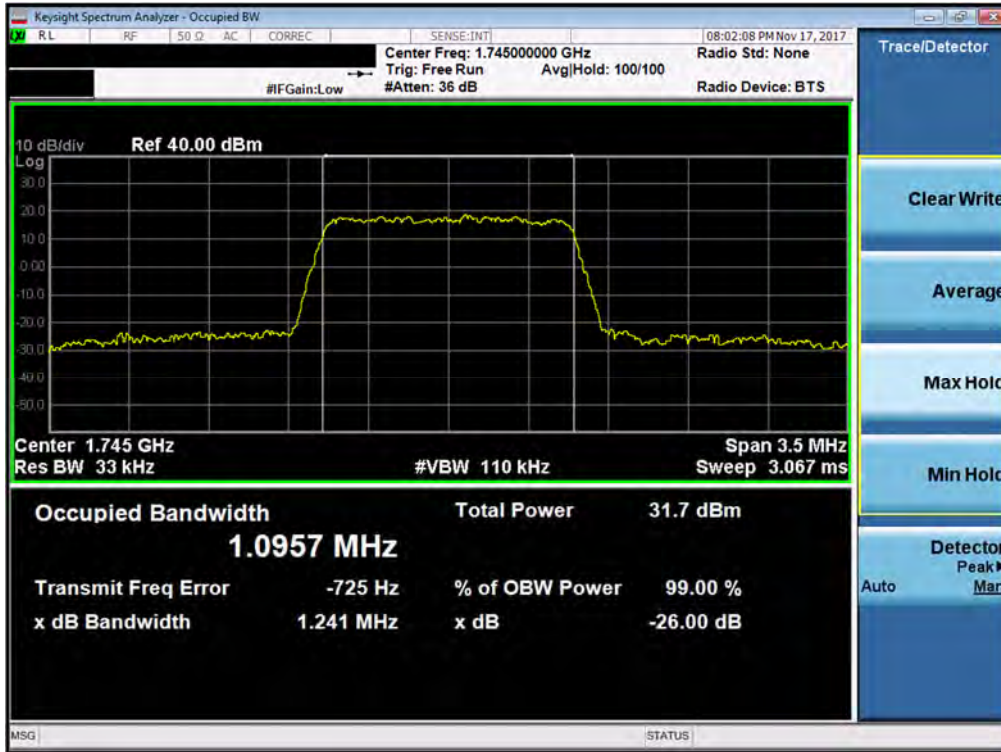 Keysight Spectrum Analyzer - Occupied BW
LXI RL RF 50 Ω AC CORREC SENSE:INT 08:02:08 PM Nov 17, 2017
Center Freq: 1.745000000 GHz Radio Std: None
Trig: Free Run Avg|Hold: 100/100
#IFGain:Low #Atten: 36 dB Radio Device: BTS
Trace/Detector
10 dB/div Ref 40.00 dBm
Log
30.0
20.0
10.0
0.00
-10.0
-20.0
-30.0
-40.0
-50.0
Center 1.745 GHz Span 3.5 MHz
Res BW 33 kHz #VBW 110 kHz Sweep 3.067 ms
Clear Write
Average
Max Hold
Min Hold
Detector
Peak
Auto Man
Occupied Bandwidth Total Power 31.7 dBm
1.0957 MHz
Transmit Freq Error -725 Hz % of OBW Power 99.00 %
x dB Bandwidth 1.241 MHz x dB -26.00 dB
MSG STATUS